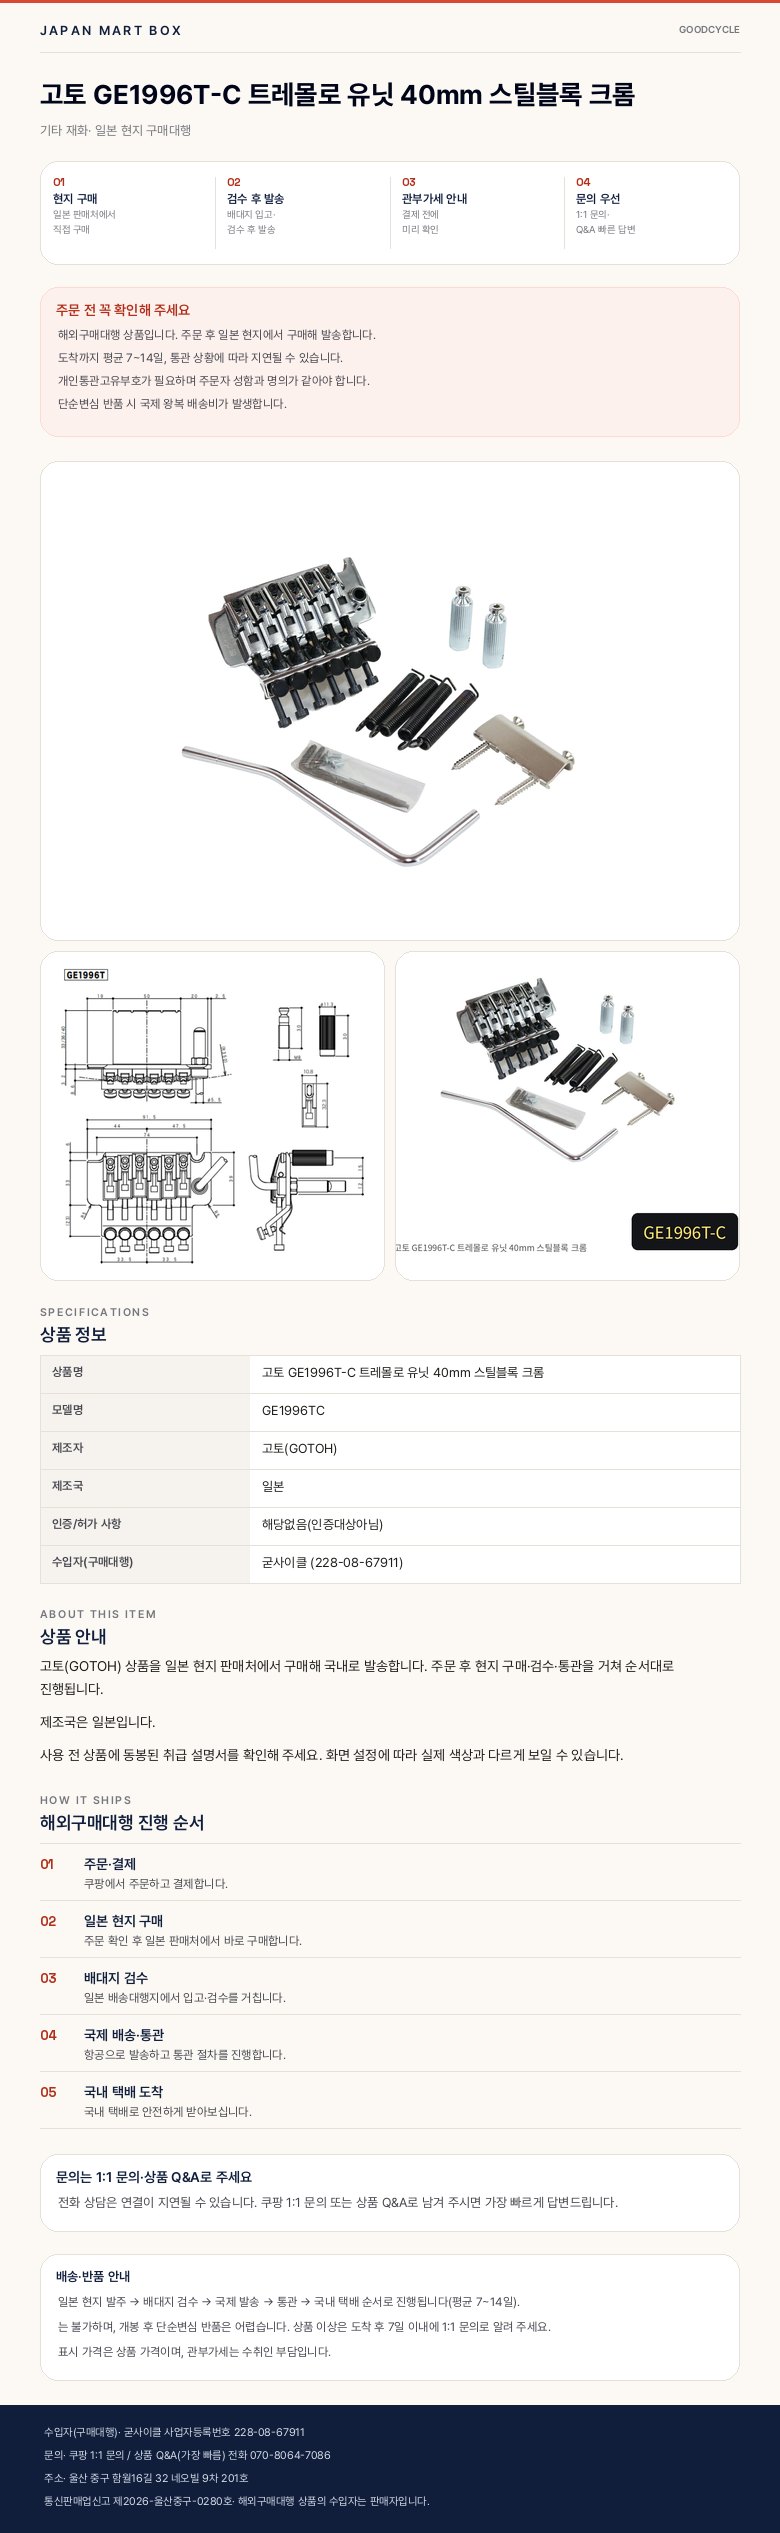 JAPAN MART BOX
GOODCYCLE
고토 GE1996T-C 트레몰로 유닛 40mm 스틸블록 크롬
기타 재화· 일본 현지 구매대행
01
현지 구매
일본 판매처에서
직접 구매
02
검수 후 발송
배대지 입고·
검수 후 발송
03
관부가세 안내
결제 전에
미리 확인
04
문의 우선
1:1 문의·
Q&A 빠른 답변
주문 전 꼭 확인해 주세요
해외구매대행 상품입니다. 주문 후 일본 현지에서 구매해 발송합니다.
도착까지 평균 7~14일, 통관 상황에 따라 지연될 수 있습니다.
개인통관고유부호가 필요하며 주문자 성함과 명의가 같아야 합니다.
단순변심 반품 시 국제 왕복 배송비가 발생합니다.
GE1996T
고토 GE1996T-C 트레몰로 유닛 40mm 스틸블록 크롬
GE1996T-C
SPECIFICATIONS
상품 정보
상품명
고토 GE1996T-C 트레몰로 유닛 40mm 스틸블록 크롬
모델명
GE1996TC
제조자
고토(GOTOH)
제조국
일본
인증/허가 사항
해당없음(인증대상아님)
수입자(구매대행)
굳사이클 (228-08-67911)
ABOUT THIS ITEM
상품 안내
고토(GOTOH) 상품을 일본 현지 판매처에서 구매해 국내로 발송합니다. 주문 후 현지 구매·검수·통관을 거쳐 순서대로
진행됩니다.
제조국은 일본입니다.
사용 전 상품에 동봉된 취급 설명서를 확인해 주세요. 화면 설정에 따라 실제 색상과 다르게 보일 수 있습니다.
HOW IT SHIPS
해외구매대행 진행 순서
01
주문·결제
쿠팡에서 주문하고 결제합니다.
02
일본 현지 구매
주문 확인 후 일본 판매처에서 바로 구매합니다.
03
배대지 검수
일본 배송대행지에서 입고·검수를 거칩니다.
04
국제 배송·통관
항공으로 발송하고 통관 절차를 진행합니다.
05
국내 택배 도착
국내 택배로 안전하게 받아보십니다.
문의는 1:1 문의·상품 Q&A로 주세요
전화 상담은 연결이 지연될 수 있습니다. 쿠팡 1:1 문의 또는 상품 Q&A로 남겨 주시면 가장 빠르게 답변드립니다.
배송·반품 안내
일본 현지 발주 → 배대지 검수 → 국제 발송 → 통관 → 국내 택배 순서로 진행됩니다(평균 7~14일).
는 불가하며, 개봉 후 단순변심 반품은 어렵습니다. 상품 이상은 도착 후 7일 이내에 1:1 문의로 알려 주세요.
표시 가격은 상품 가격이며, 관부가세는 수취인 부담입니다.
수입자(구매대행)· 굳사이클 사업자등록번호 228-08-67911
문의· 쿠팡 1:1 문의 / 상품 Q&A(가장 빠름) 전화 070-8064-7086
주소· 울산 중구 함월16길 32 네오빌 9차 201호
통신판매업신고 제2026-울산중구-0280호· 해외구매대행 상품의 수입자는 판매자입니다.